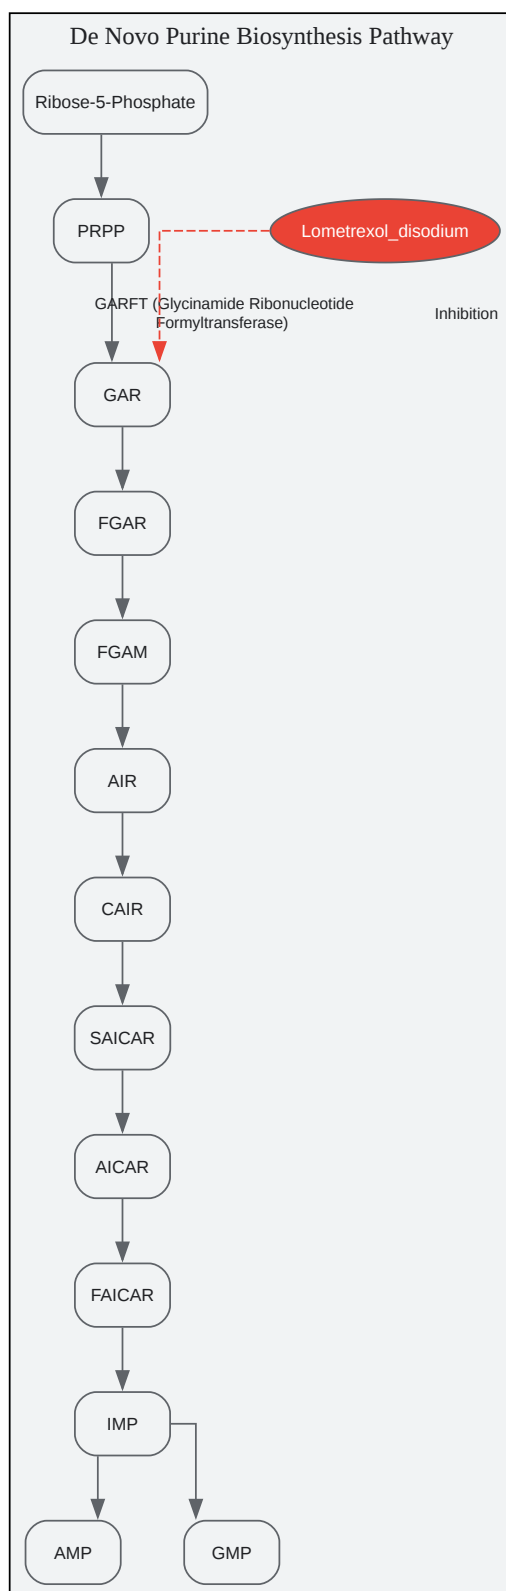 De Novo Purine Biosynthesis Pathway
Ribose-5-Phosphate
PRPP
Lometrexol_disodium
GARFT (Glycinamide Ribonucleotide
Formyltransferase)
Inhibition
GAR
FGAR
FGAM
AIR
CAIR
SAICAR
AICAR
FAICAR
IMP
AMP
GMP